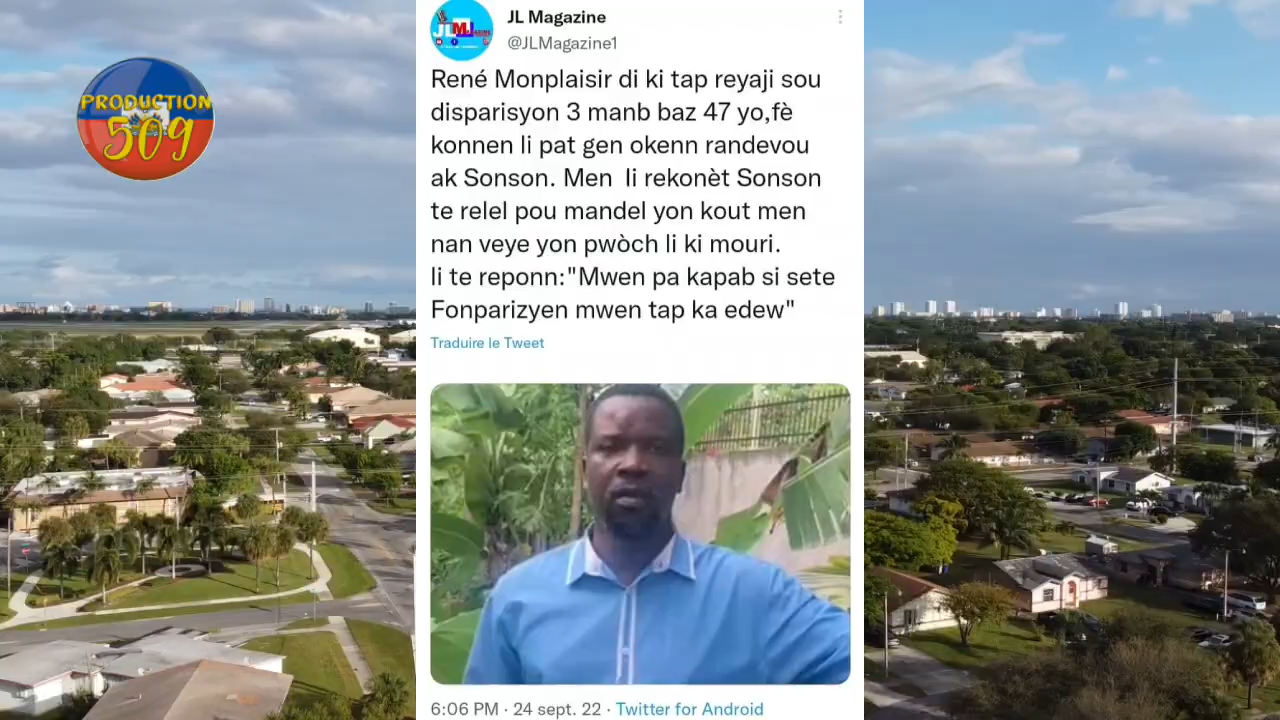 PRODUCTION
509
JL Magazine
@JLMagazine1
René Monplaisir di ki tap reyaji sou
disparisyon 3 manb baz 47 yo,fè
konnen li pat gen okenn randevou
ak Sonson. Men  li rekonèt Sonson
te relel pou mandel yon kout men
nan veye yon pwòch li ki mouri.
li te reponn:"Mwen pa kapab si sete
Fonparizyen mwen tap ka edew"
Traduire le Tweet
6:06 PM · 24 sept. 22 · Twitter for Android